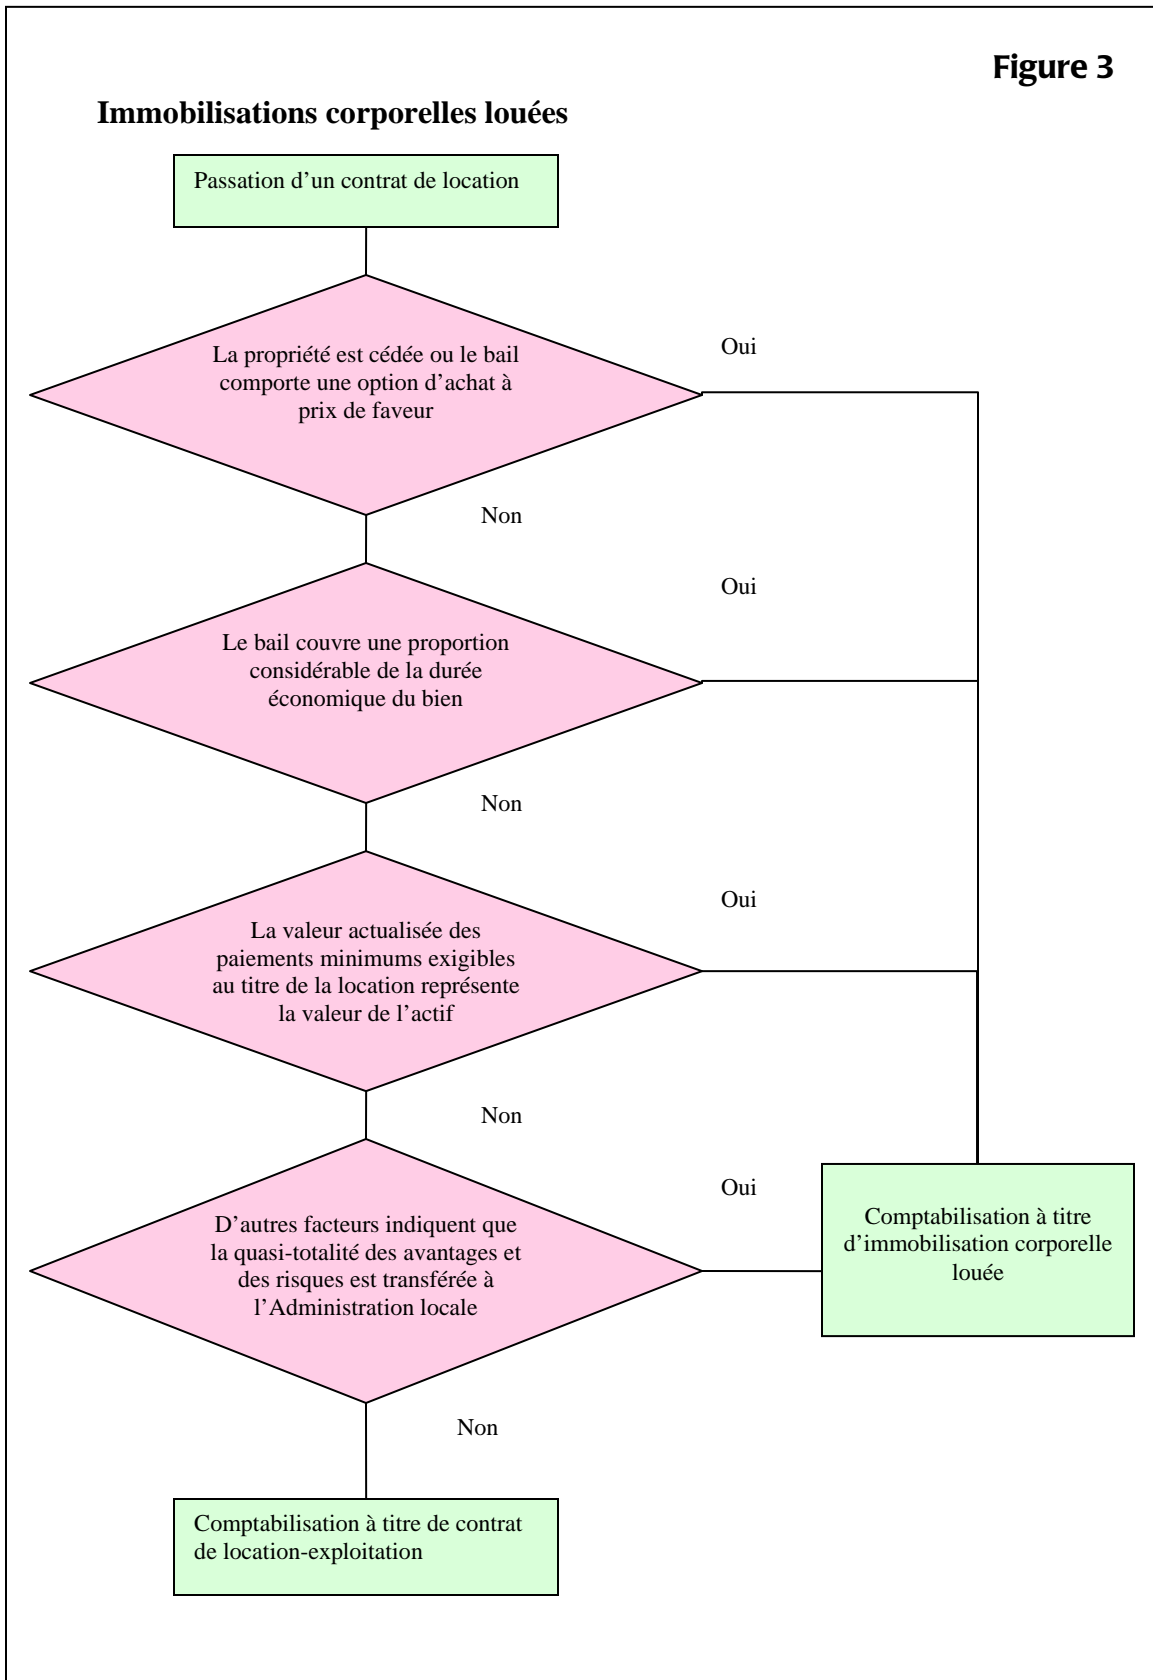 Figure 3
Immobilisations corporelles louées
Passation d’un contrat de location
La propriété est cédée ou le bail
comporte une option d’achat à
prix de faveur
Oui
Non
Le bail couvre une proportion
considérable de la durée
économique du bien
Oui
Non
La valeur actualisée des
paiements minimums exigibles
au titre de la location représente
la valeur de l’actif
Oui
Non
D’autres facteurs indiquent que
la quasi-totalité des avantages et
des risques est transférée à
l’Administration locale
Oui
Comptabilisation à titre
d’immobilisation corporelle
louée
Non
Comptabilisation à titre de contrat
de location-exploitation